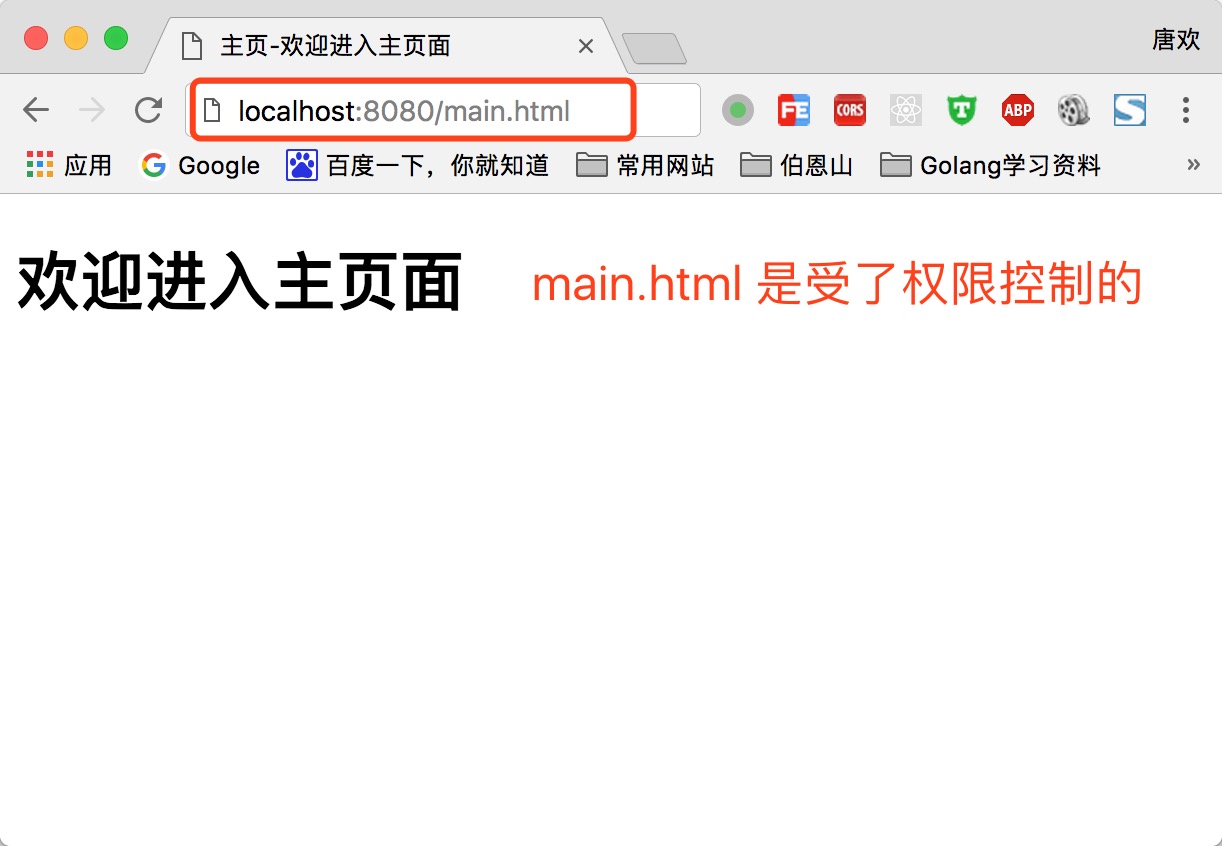 主页-欢迎进入主页面
唐欢
localhost:8080/main.html
FE
CORS
T
ABP
S
应用 Google 百度一下，你就知道 常用网站 伯恩山 Golang学习资料 »
欢迎进入主页面 main.html 是受了权限控制的